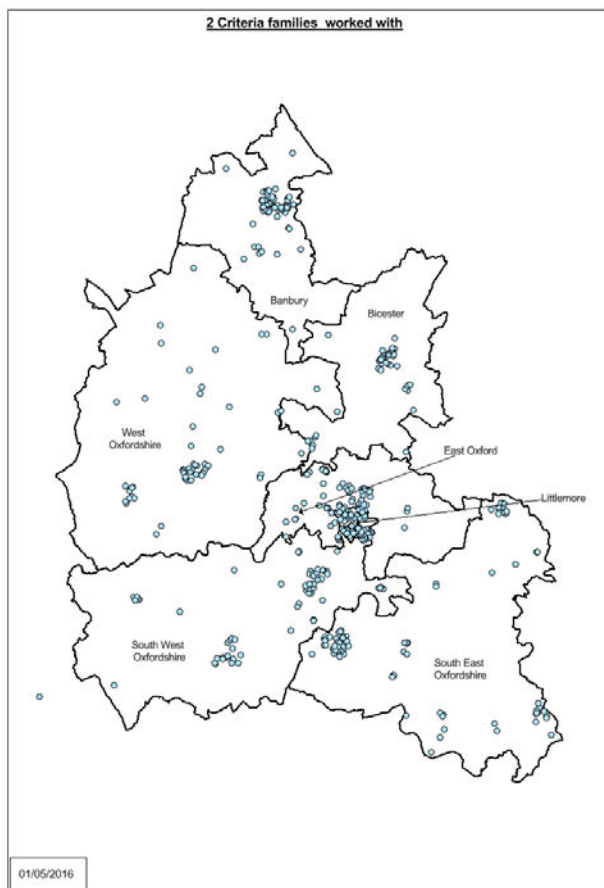 2 Criteria families worked with
Banbury
Bicester
West
Oxfordshire
East Oxford
Littlemore
South West
Oxfordshire
South East
Oxfordshire
01/05/2016